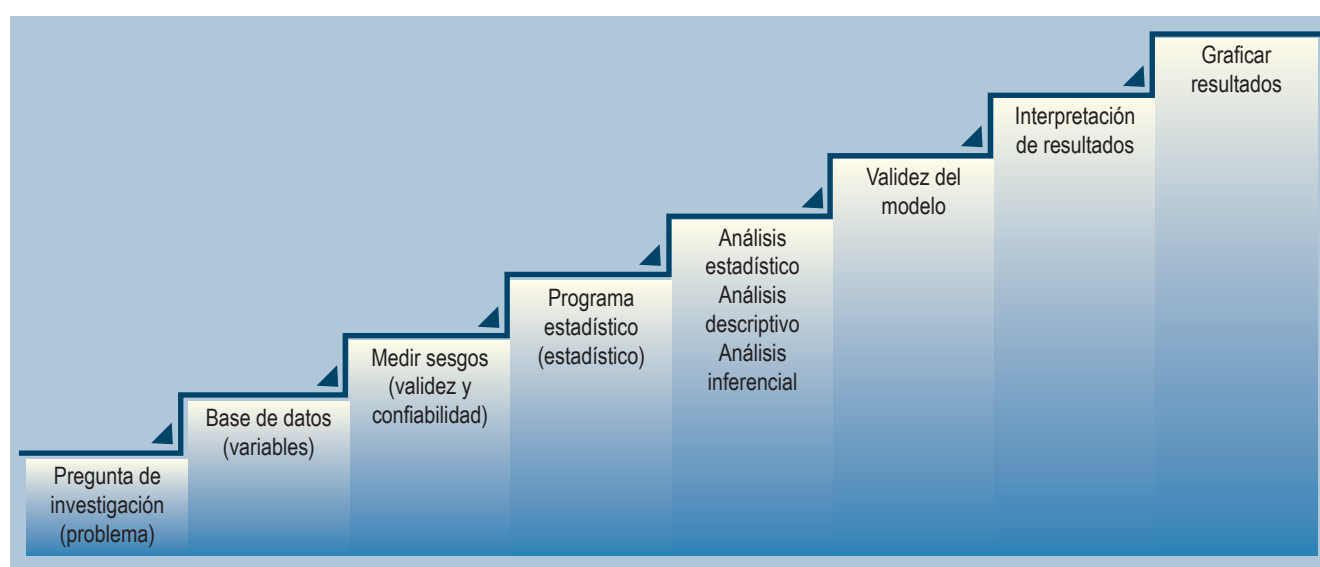 Pregunta de
investigación
(problema)
Base de datos
(variables)
Medir sesgos
(validez y
confiabilidad)
Programa
estadístico
(estadístico)
Análisis
estadístico
Análisis
descriptivo
Análisis
inferencial
Validez del
modelo
Interpretación
de resultados
Graficar
resultados